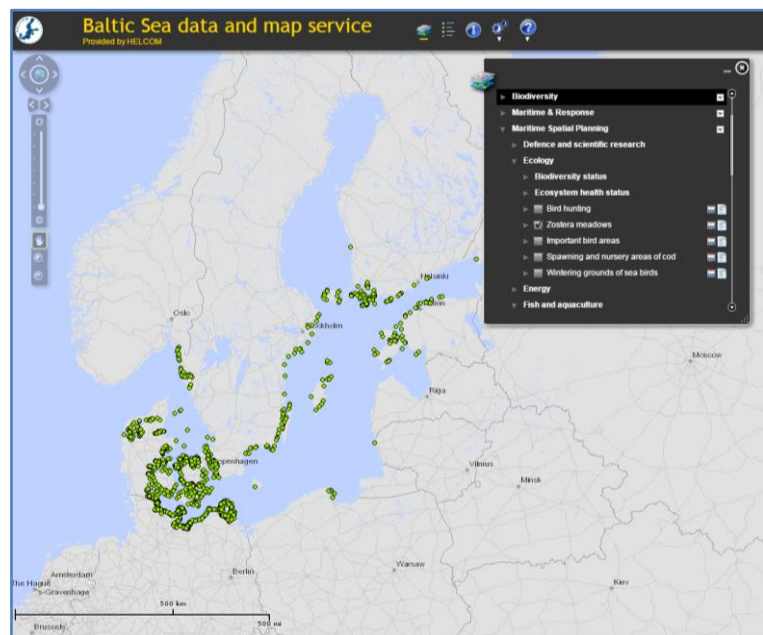 Baltic Sea data and map service
Provided by HELCOM
Biodiversity
Maritime & Response
Maritime Spatial Planning
Defence and scientific research
Ecology
Biodiversity status
Ecosystem health status
Bird hunting
Zostera meadows
Important bird areas
Spawning and nursery areas of cod
Wintering grounds of sea birds
Energy
Fish and aquaculture
Helsinki
Oslo
Moscow
Riga
Vilnius
Minsk
Berlin
Warsaw
Amsterdam
The Hague
's-Gravenhage
Kiev
500 km
500 mi
Brussels